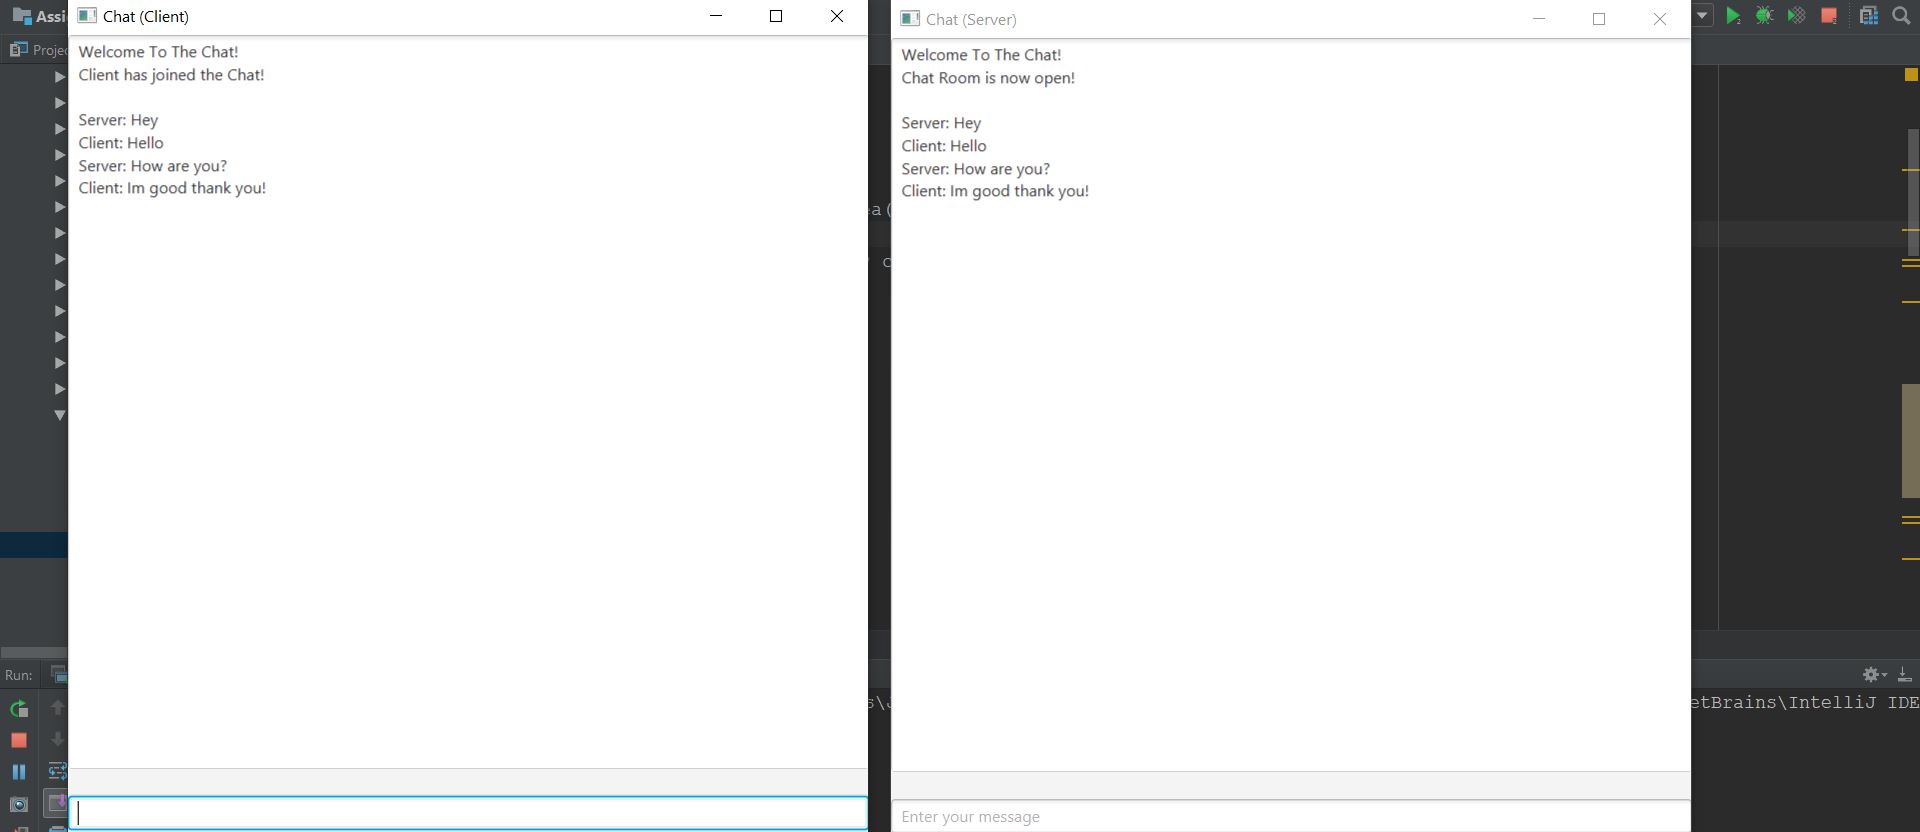 Assi
Project
Chat (Client)
Welcome To The Chat!
Client has joined the Chat!
Server: Hey
Client: Hello
Server: How are you?
Client: Im good thank you!
Chat (Server)
Welcome To The Chat!
Chat Room is now open!
Server: Hey
Client: Hello
Server: How are you?
Client: Im good thank you!
Enter your message
ea(
c
Run:
s\J
etBrains\IntelliJ IDE